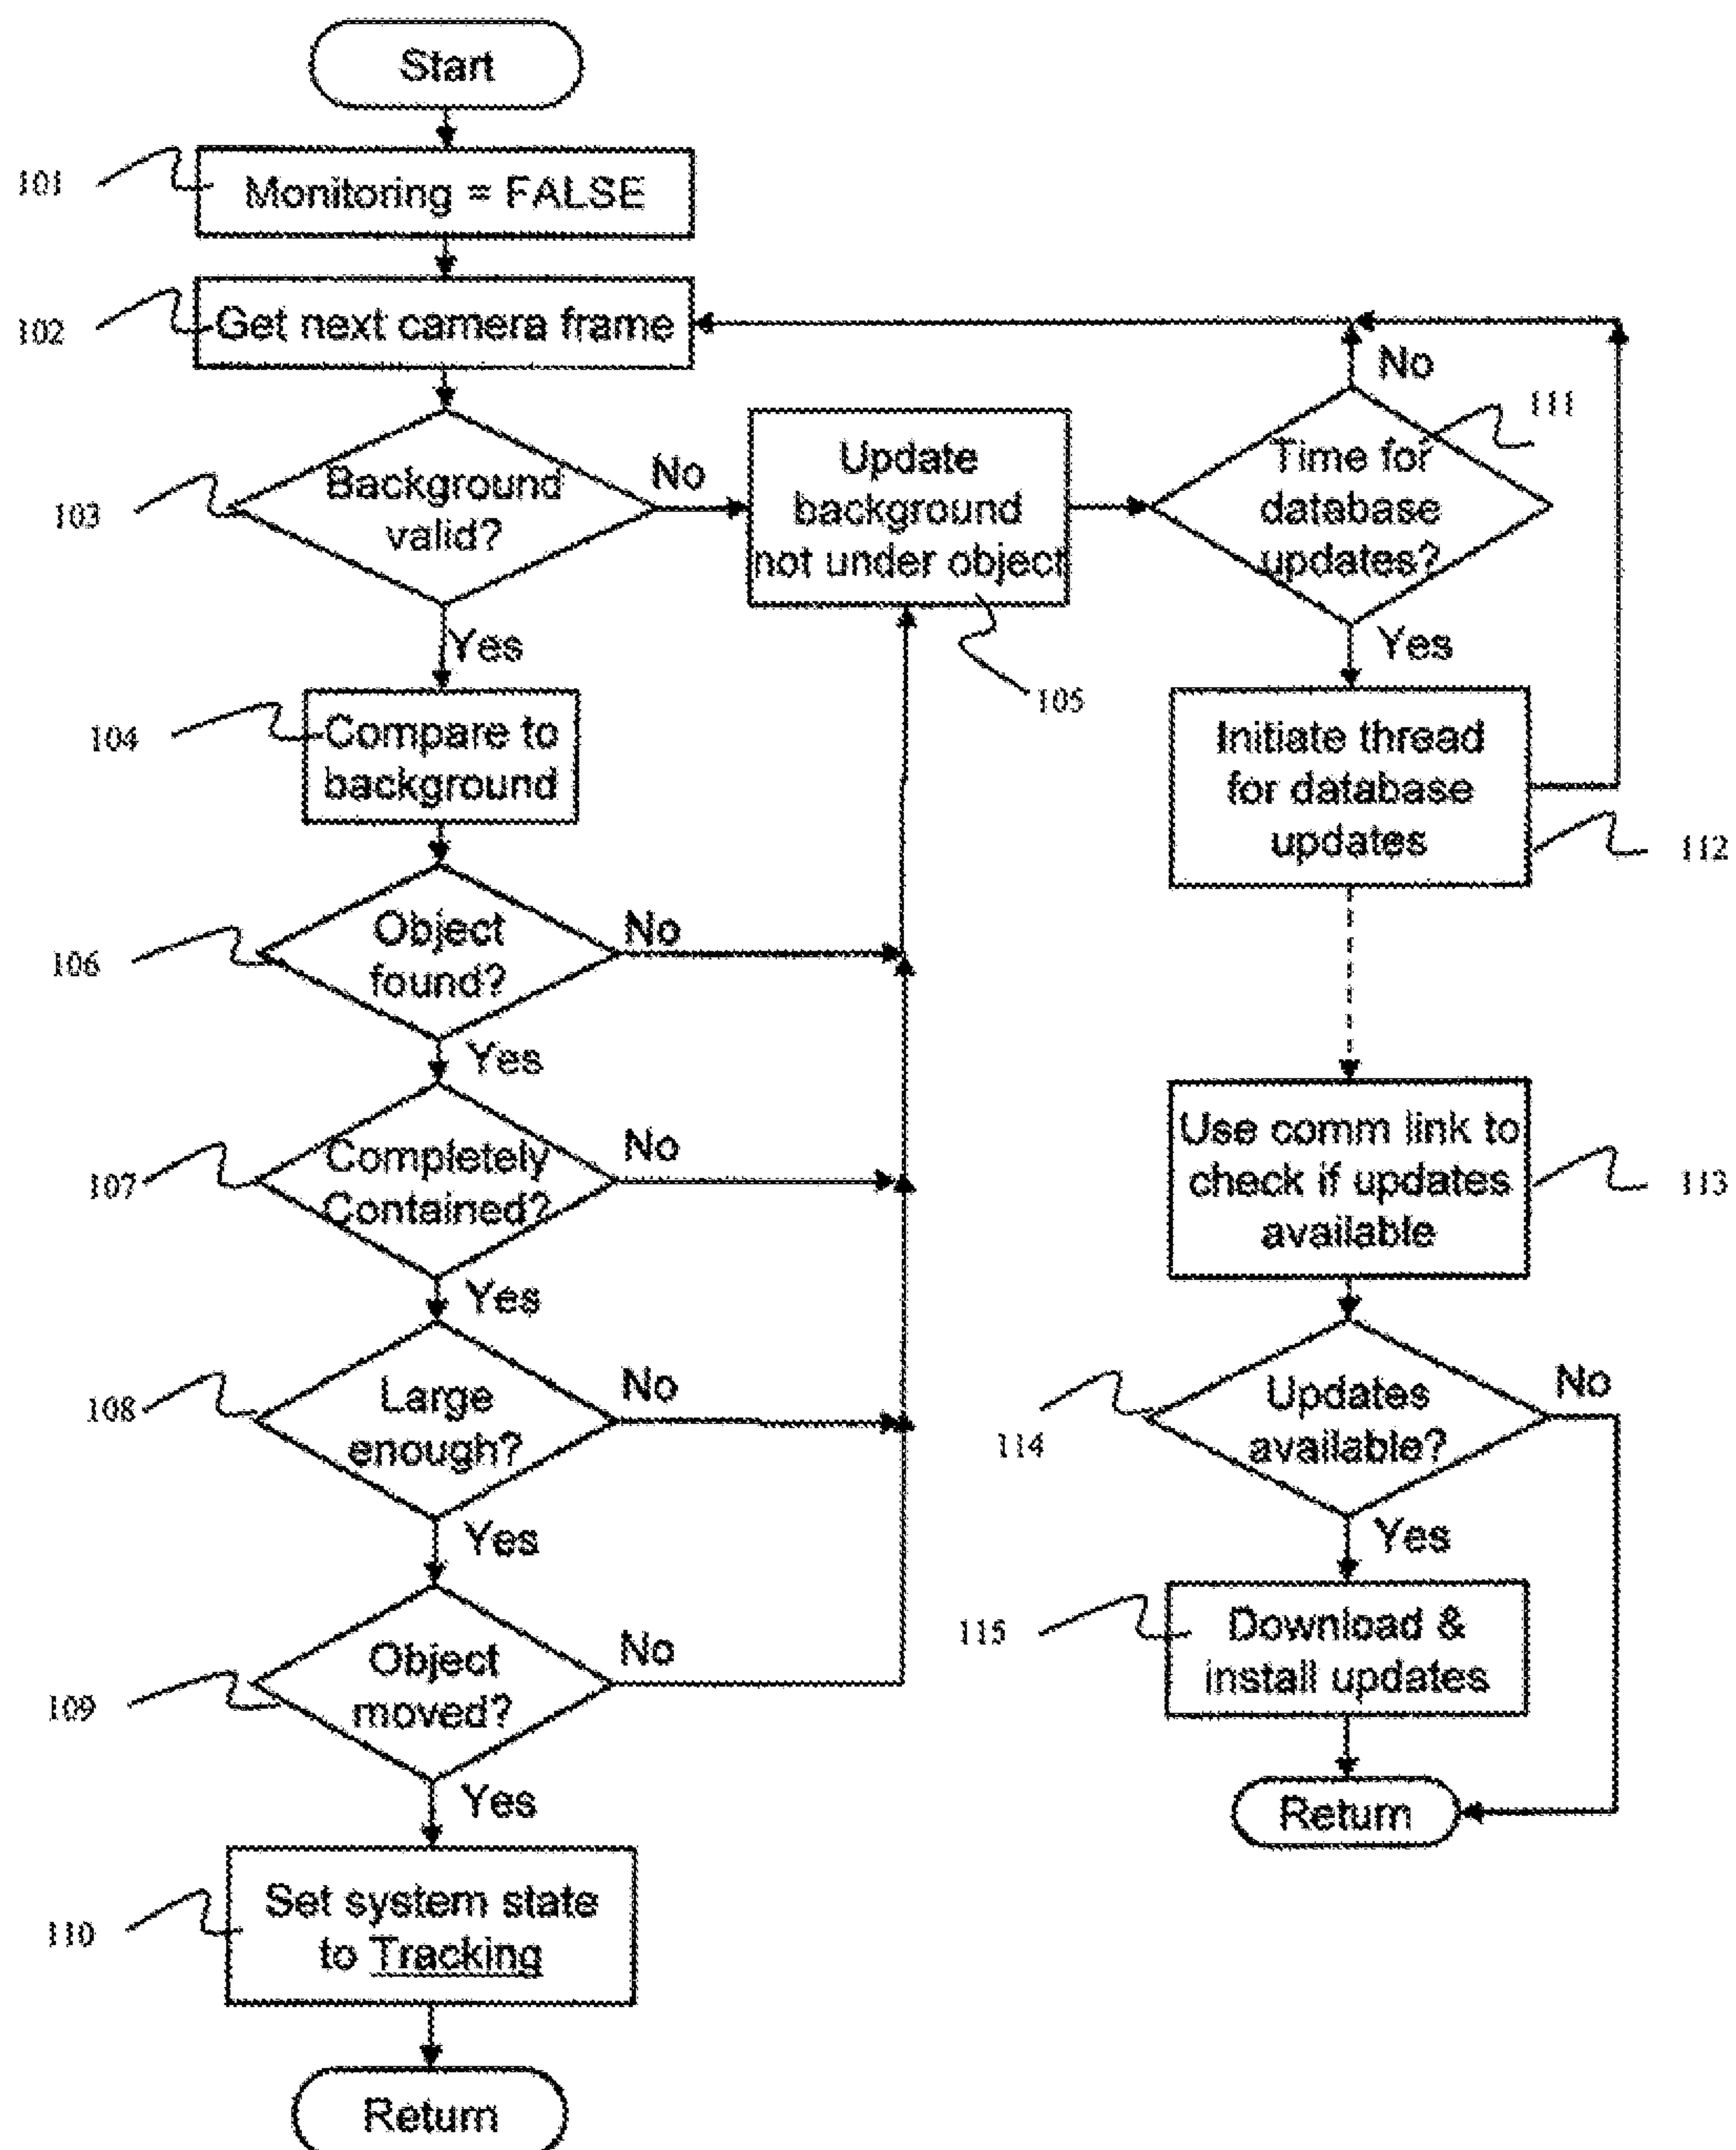 Start
101
Monitoring = FALSE
102
Get next camera frame
103
Background
valid?
No
Yes
Update
background
not under object
105
111
Time for
database
updates?
No
Yes
104
Compare to
background
Initiate thread
for database
updates
112
106
Object
found?
No
Yes
107
Completely
Contained?
No
Yes
Use comm link to
check if updates
available
113
108
Large
enough?
No
Yes
114
Updates
available?
No
Yes
109
Object
moved?
No
Yes
115
Download &
install updates
Return
110
Set system state
to Tracking
Return